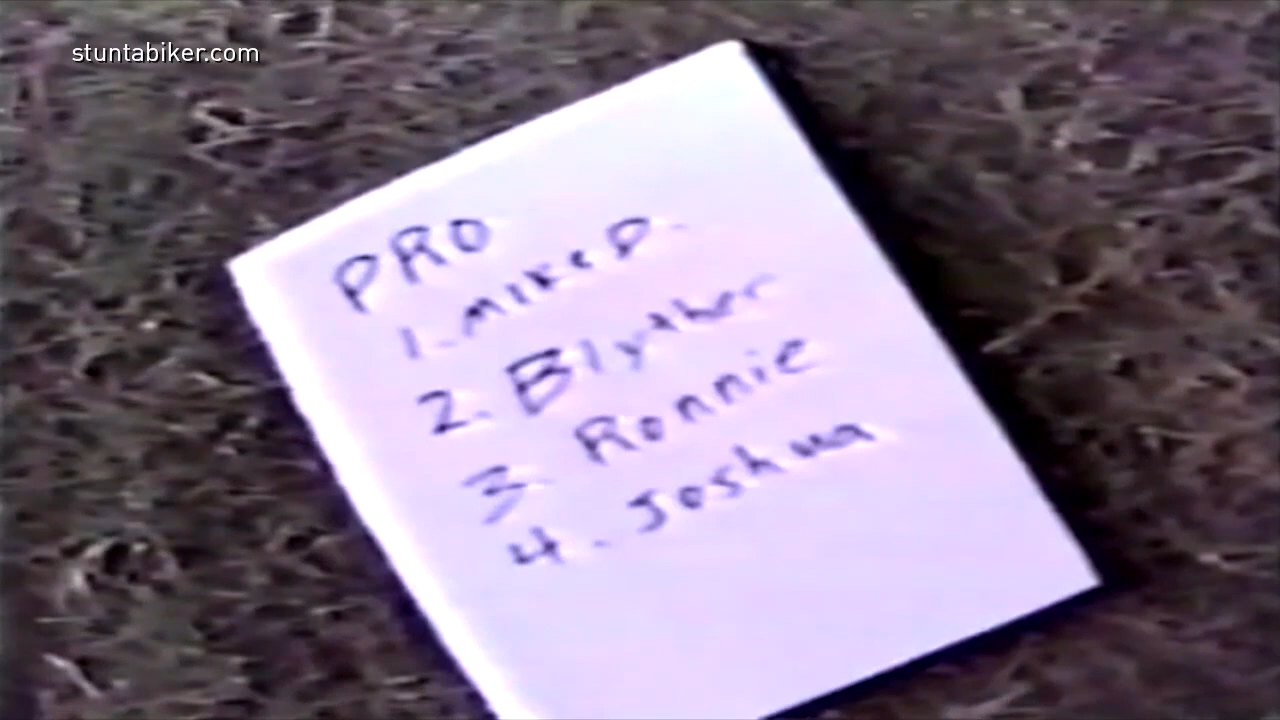 stuntabiker.com
PRO
1. Mike D.
2. Blyther
3. Ronnie
4. Joshua